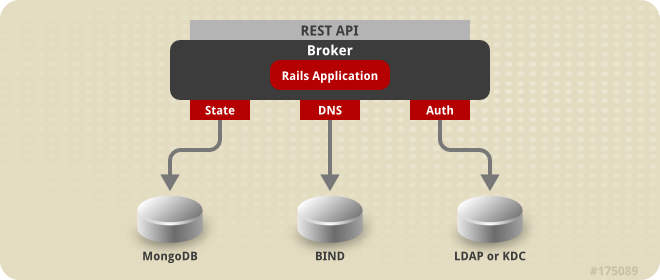 REST API
Broker
Rails Application
State
DNS
Auth
MongoDB
BIND
LDAP or KDC
#175089